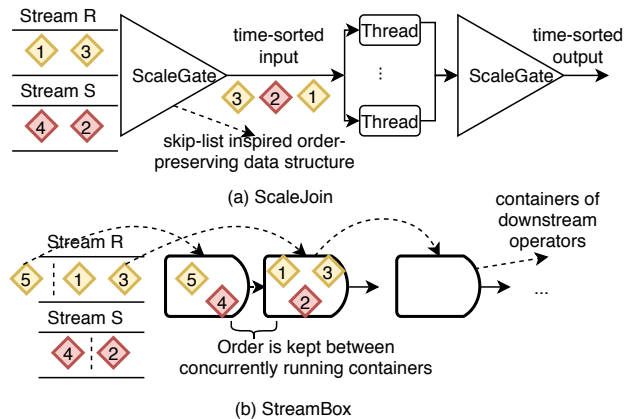 Stream R
1 3
Stream S
4 2
ScaleGate
time-sorted
input
3 2 1
Thread
...
Thread
ScaleGate
time-sorted
output
skip-list inspired order-
preserving data structure
(a) ScaleJoin
Stream R
5 1 3
Stream S
4 2
5
4
1 3
2
containers of
downstream
operators
...
Order is kept between
concurrently running containers
(b) StreamBox